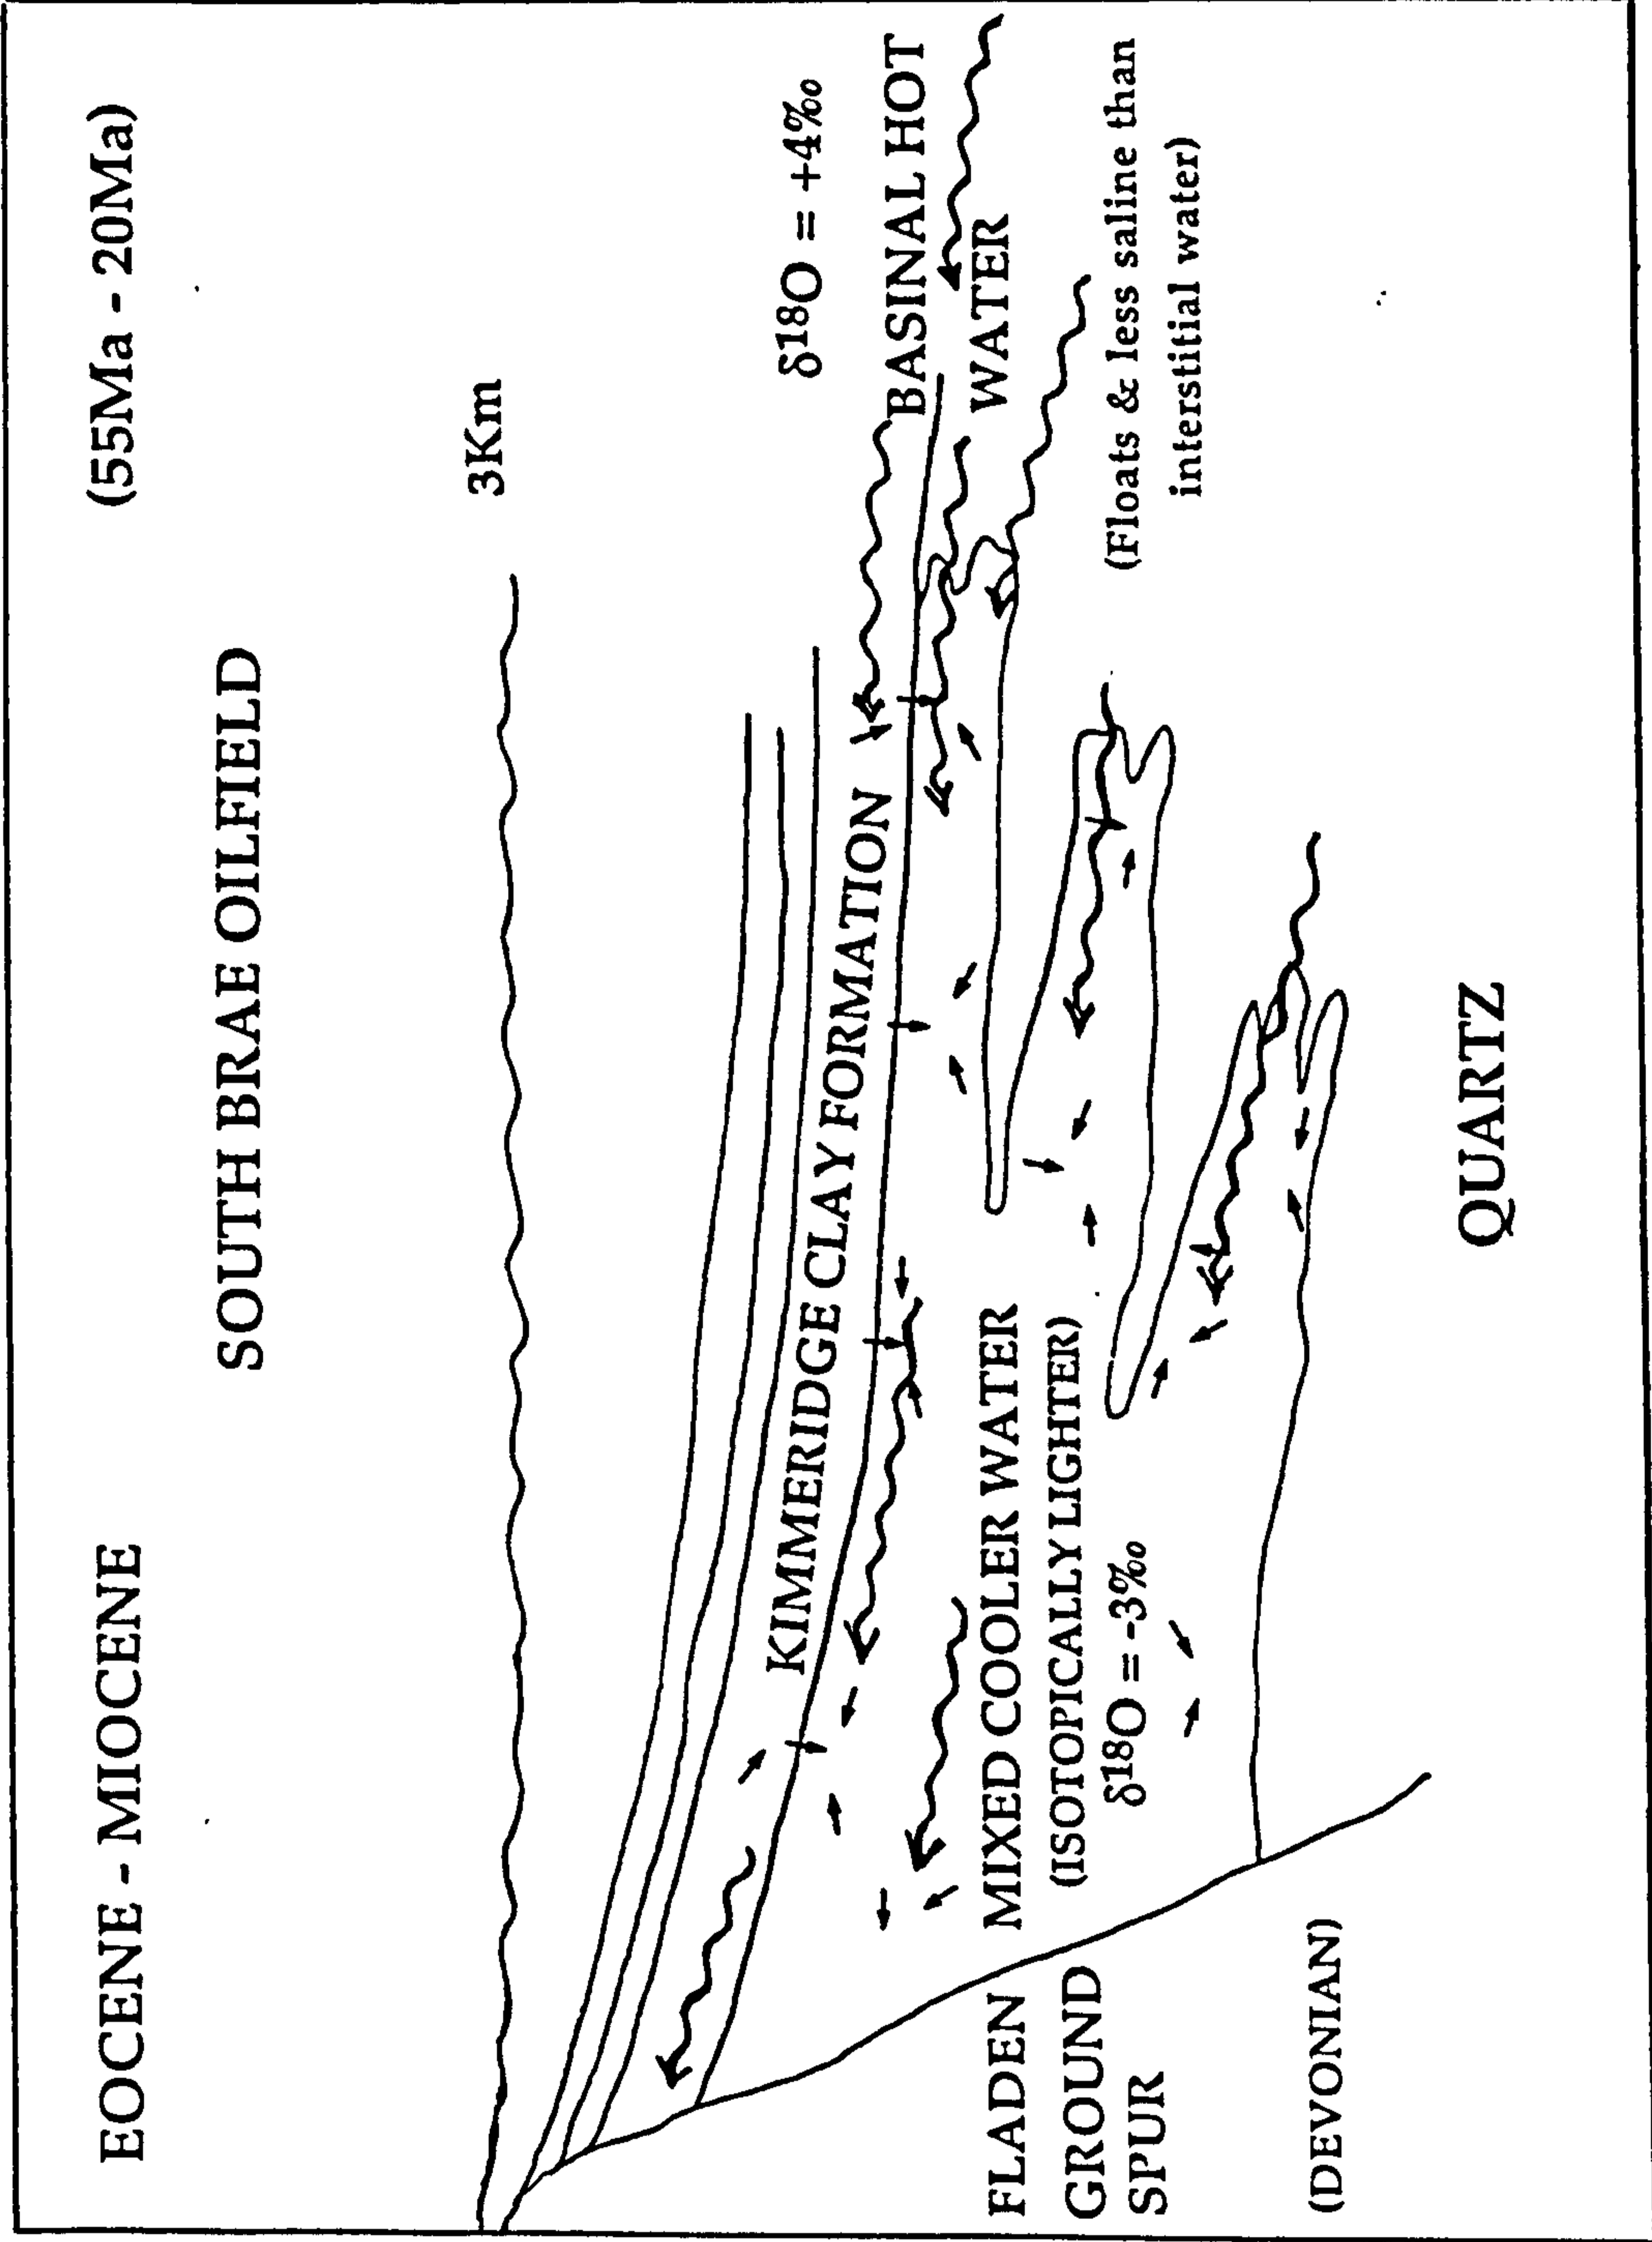 EOCENE - MIOCENE (55Ma - 20Ma)
SOUTH BRAE OILFIELD
3Km
δ¹⁸O = +4‰
KIMMERIDGE CLAY FORMATION
BASINAL HOT
WATER
(Floats & less saline than
interstitial water)
MIXED COOLER WATER
(ISOTOPICALLY LIGHTER)
δ¹⁸O = -3‰
FLADEN
GROUND
SPUR
(DEVONIAN)
QUARTZ